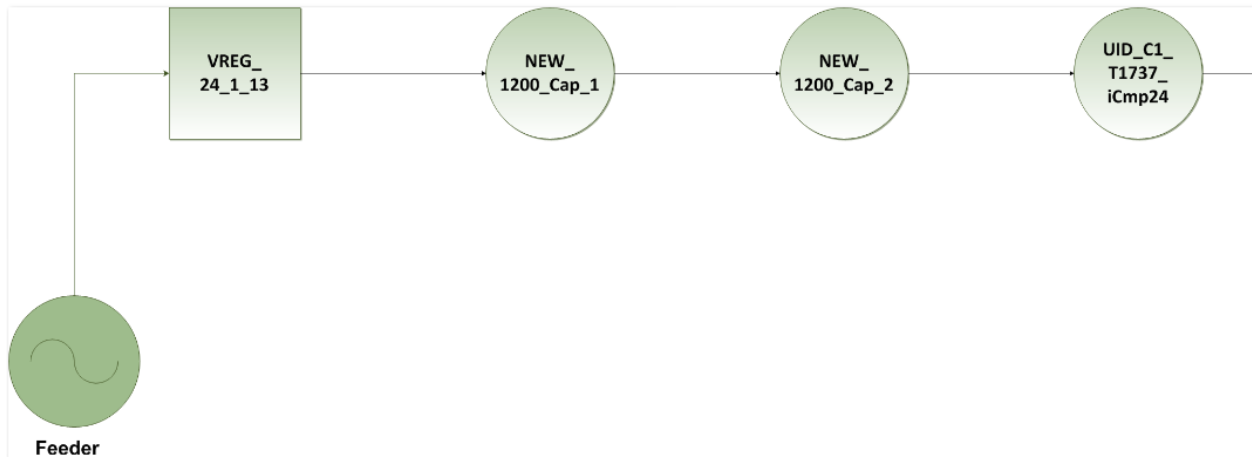 VREG_
24_1_13
NEW_
1200_Cap_1
NEW_
1200_Cap_2
UID_C1_
T1737_
iCmp24
Feeder